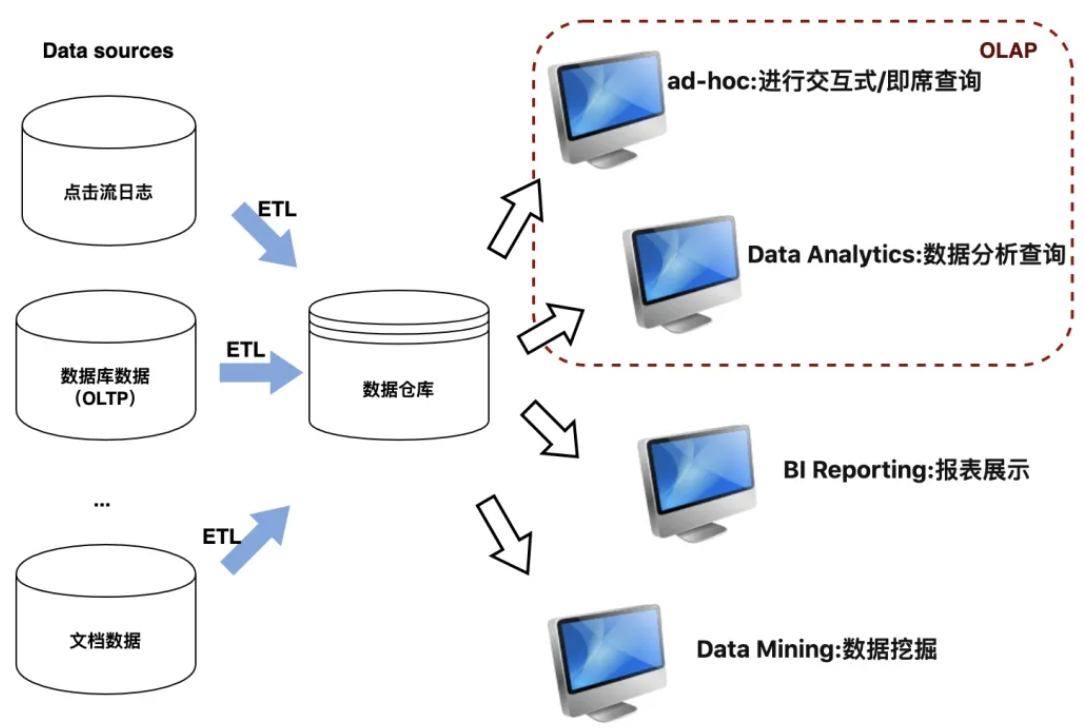 Data sources
点击流日志
ETL
数据库数据
（OLTP）
ETL
...
ETL
文档数据
数据仓库
OLAP
ad-hoc:进行交互式/即席查询
Data Analytics:数据分析查询
BI Reporting:报表展示
Data Mining:数据挖掘